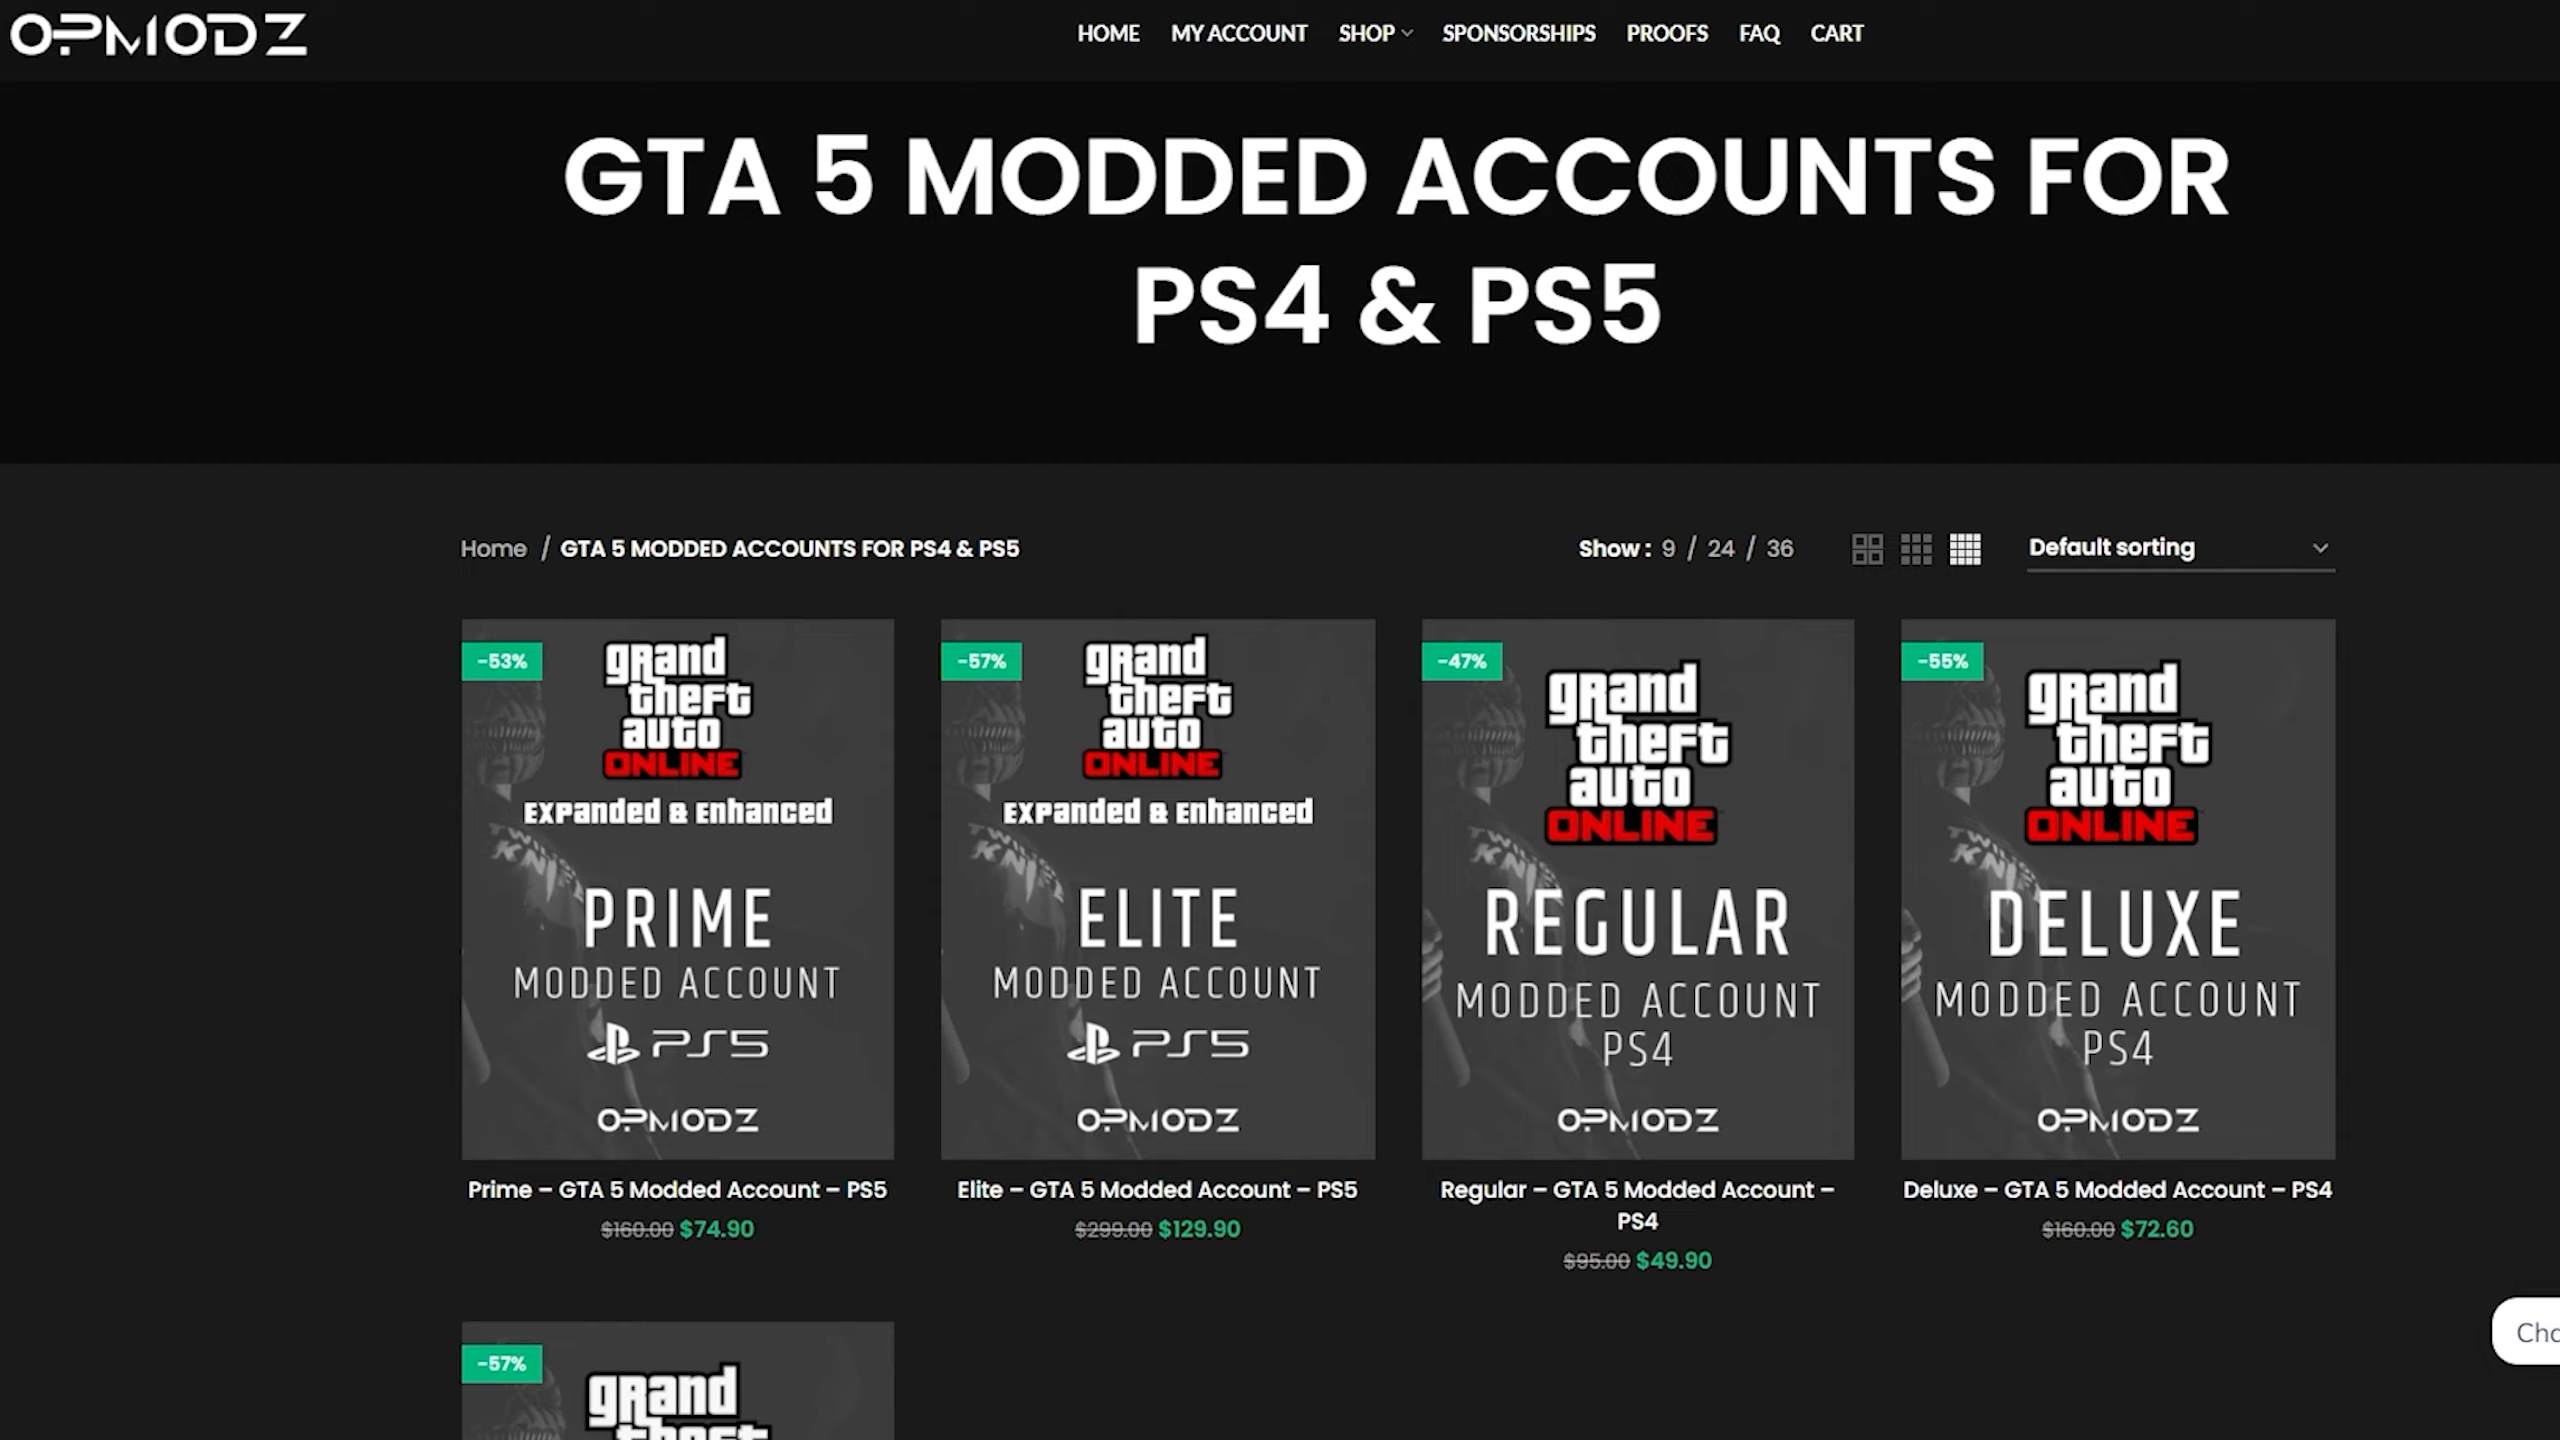 OPMODZ
HOME MY ACCOUNT SHOP SPONSORSHIPS PROOFS FAQ CART
GTA 5 MODDED ACCOUNTS FOR
PS4 & PS5
Home / GTA 5 MODDED ACCOUNTS FOR PS4 & PS5
Show : 9 / 24 / 36
Default sorting
-53%
grand
theft
auto
ONLINE
Expanded & Enhanced
TWILIGHT
KNIFE
PRIME
MODDED ACCOUNT
PS5
OPMODZ
Prime – GTA 5 Modded Account – PS5
$160.00 $74.90
-57%
grand
theft
auto
ONLINE
Expanded & Enhanced
KNIFE
ELITE
MODDED ACCOUNT
PS5
OPMODZ
Elite – GTA 5 Modded Account – PS5
$299.00 $129.90
-47%
grand
theft
auto
ONLINE
KNIFE
REGULAR
MODDED ACCOUNT
PS4
OPMODZ
Regular – GTA 5 Modded Account –
PS4
$95.00 $49.90
-55%
grand
theft
auto
ONLINE
KNIFE
DELUXE
MODDED ACCOUNT
PS4
OPMODZ
Deluxe – GTA 5 Modded Account – PS4
$160.00 $72.60
-57%
grand
theft